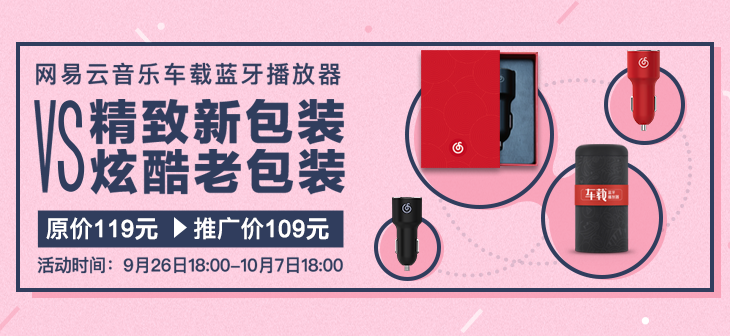 网易云音乐车载蓝牙播放器
VS
精致新包装
炫酷老包装
原价119元 ▶ 推广价109元
活动时间：9月26日18:00-10月7日18:00
车载